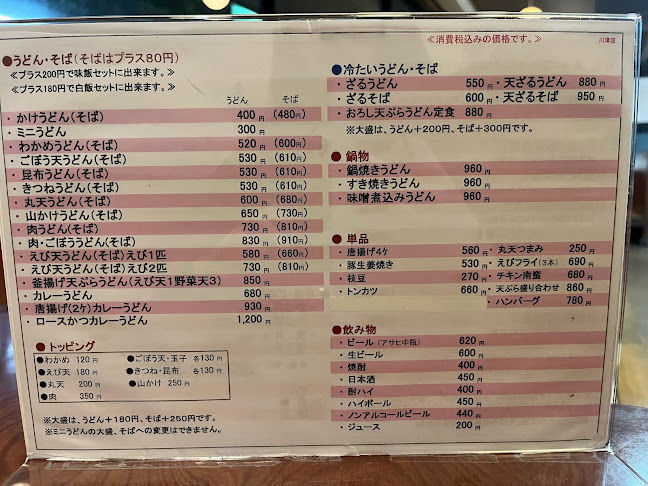 ≪消費税込みの価格です。≫
川津店
●うどん・そば(そばはプラス80円)
≪プラス200円で味飯セットに出来ます。≫
≪プラス180円で白飯セットに出来ます。≫
うどん そば
・かけうどん(そば) 400円 (480円)
・ミニうどん 300円
・わかめうどん(そば) 520円 (600円)
・ごぼう天うどん(そば) 530円 (610円)
・昆布うどん(そば) 530円 (610円)
・きつねうどん(そば) 530円 (610円)
・丸天うどん(そば) 600円 (680円)
・山かけうどん(そば) 650円 (730円)
・肉うどん(そば) 730円 (810円)
・肉・ごぼううどん(そば) 830円 (910円)
・えび天うどん(そば)えび1匹 580円 (660円)
・えび天うどん(そば)えび2匹 730円 (810円)
・釜揚げ天ぷらうどん(えび天1野菜天3) 850円
・カレーうどん 680円
・唐揚げ(2ケ)カレーうどん 930円
・ロースかつカレーうどん 1,200円
●トッピング
●わかめ 120円 ●ごぼう天・玉子 各130円
●えび天 180円 ●きつね・昆布 各130円
●丸天 200円 ●山かけ 250円
●肉 350円
※大盛は、うどん+180円、そば+250円です。
※ミニうどんの大盛、そばへの変更はできません。
●冷たいうどん・そば
・ざるうどん 550円 ・天ざるうどん 880円
・ざるそば 600円 ・天ざるそば 950円
・おろし天ぷらうどん定食 880円
※大盛は、うどん+200円、そば+300円です。
●鍋物
・鍋焼きうどん 960円
・すき焼きうどん 960円
・味噌煮込みうどん 960円
●単品
・唐揚げ4ケ 560円 ・丸天つまみ 250円
・豚生姜焼き 530円 ・えびフライ(3本) 690円
・枝豆 270円 ・チキン南蛮 680円
・トンカツ 660円 ・天ぷら盛り合わせ 860円
・ハンバーグ 780円
●飲み物
・ビール(アサヒ中瓶) 620円
・生ビール 600円
・焼酎 400円
・日本酒 450円
・酎ハイ 400円
・ハイボール 450円
・ノンアルコールビール 440円
・ジュース 200円